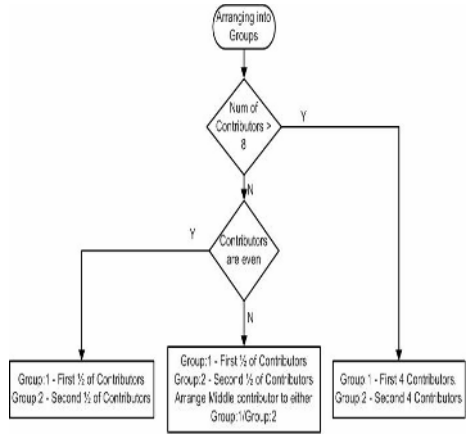 Arranging into
Groups
Num of
Contributors >
8
Y
N
Y
Contributors
are even
N
Group:1 - First ½ of Contributors
Group:2 - Second ½ of Contributors
Group:1 - First ½ of Contributors
Group:2 - Second ½ of Contributors
Arrange Middle contributor to either
Group:1/Group:2
Group 1 - First 4 Contributors.
Group 2 - Second 4 Contributors